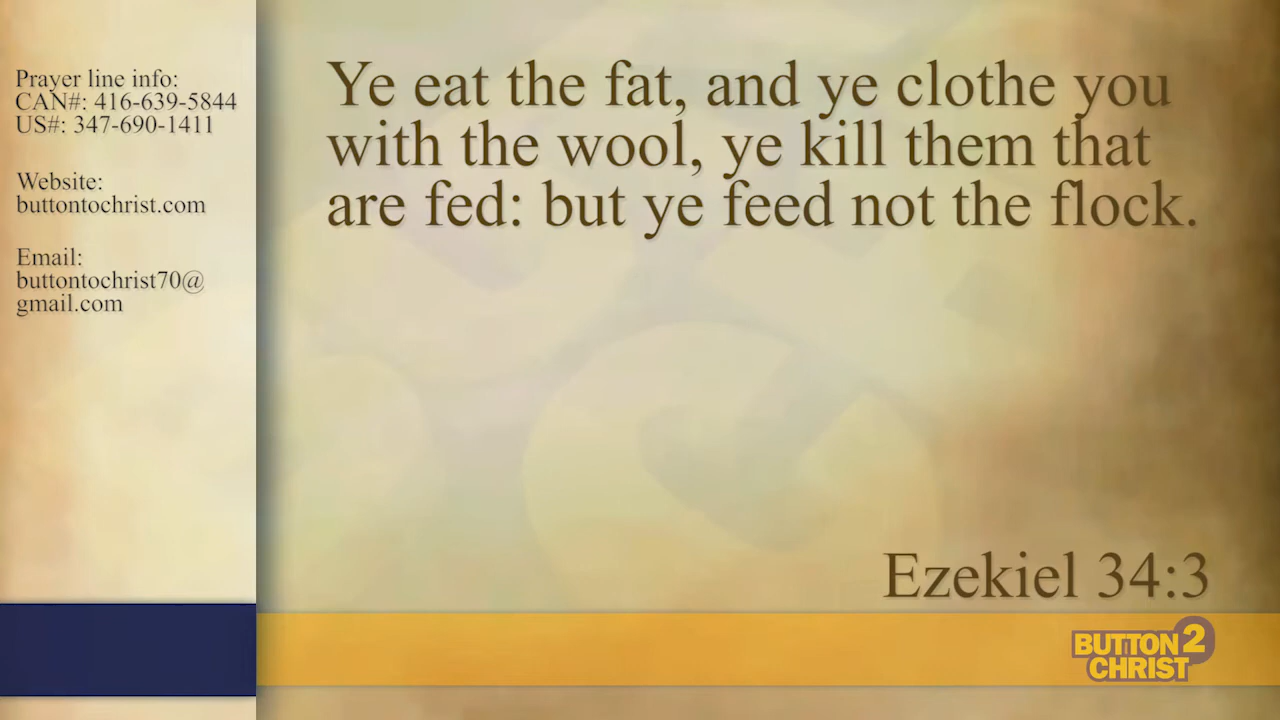 Prayer line info:
CAN#: 416-639-5844
US#: 347-690-1411
Website:
buttontochrist.com
Email:
buttontochrist70@
gmail.com
Ye eat the fat, and ye clothe you
with the wool, ye kill them that
are fed: but ye feed not the flock.
Ezekiel 34:3
BUTTON 2
CHRIST